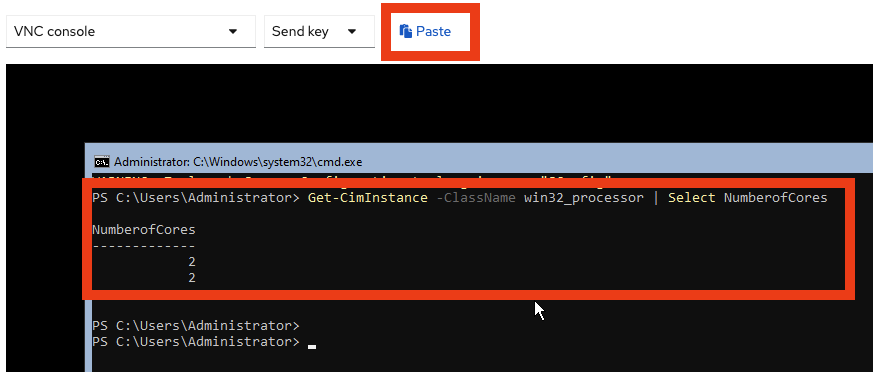 VNC console
Send key
Paste
Administrator: C:\Windows\system32\cmd.exe
PS C:\Users\Administrator> Get-CimInstance -ClassName win32_processor | Select NumberofCores
NumberofCores
-------------
2
2
PS C:\Users\Administrator>
PS C:\Users\Administrator> _